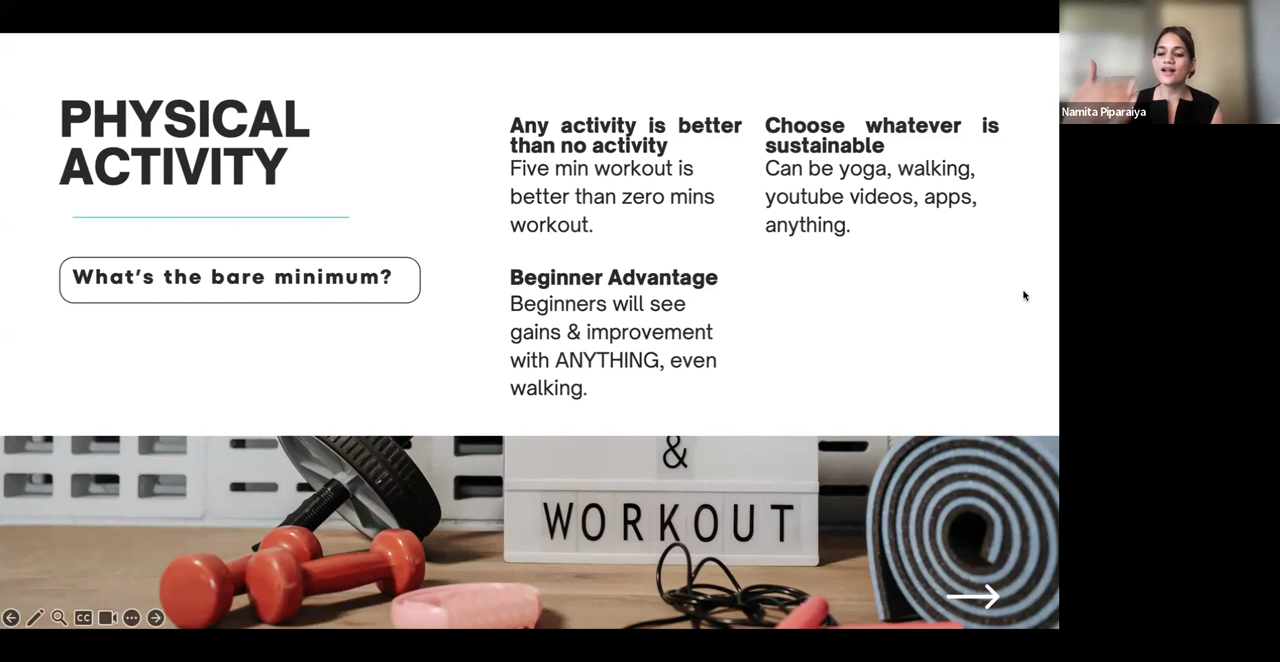 PHYSICAL
ACTIVITY
What's the bare minimum?
Any activity is better
than no activity
Five min workout is
better than zero mins
workout.
Choose whatever is
sustainable
Can be yoga, walking,
youtube videos, apps,
anything.
Beginner Advantage
Beginners will see
gains & improvement
with ANYTHING, even
walking.
&
WORKOUT
CC
Namita Piparaiya